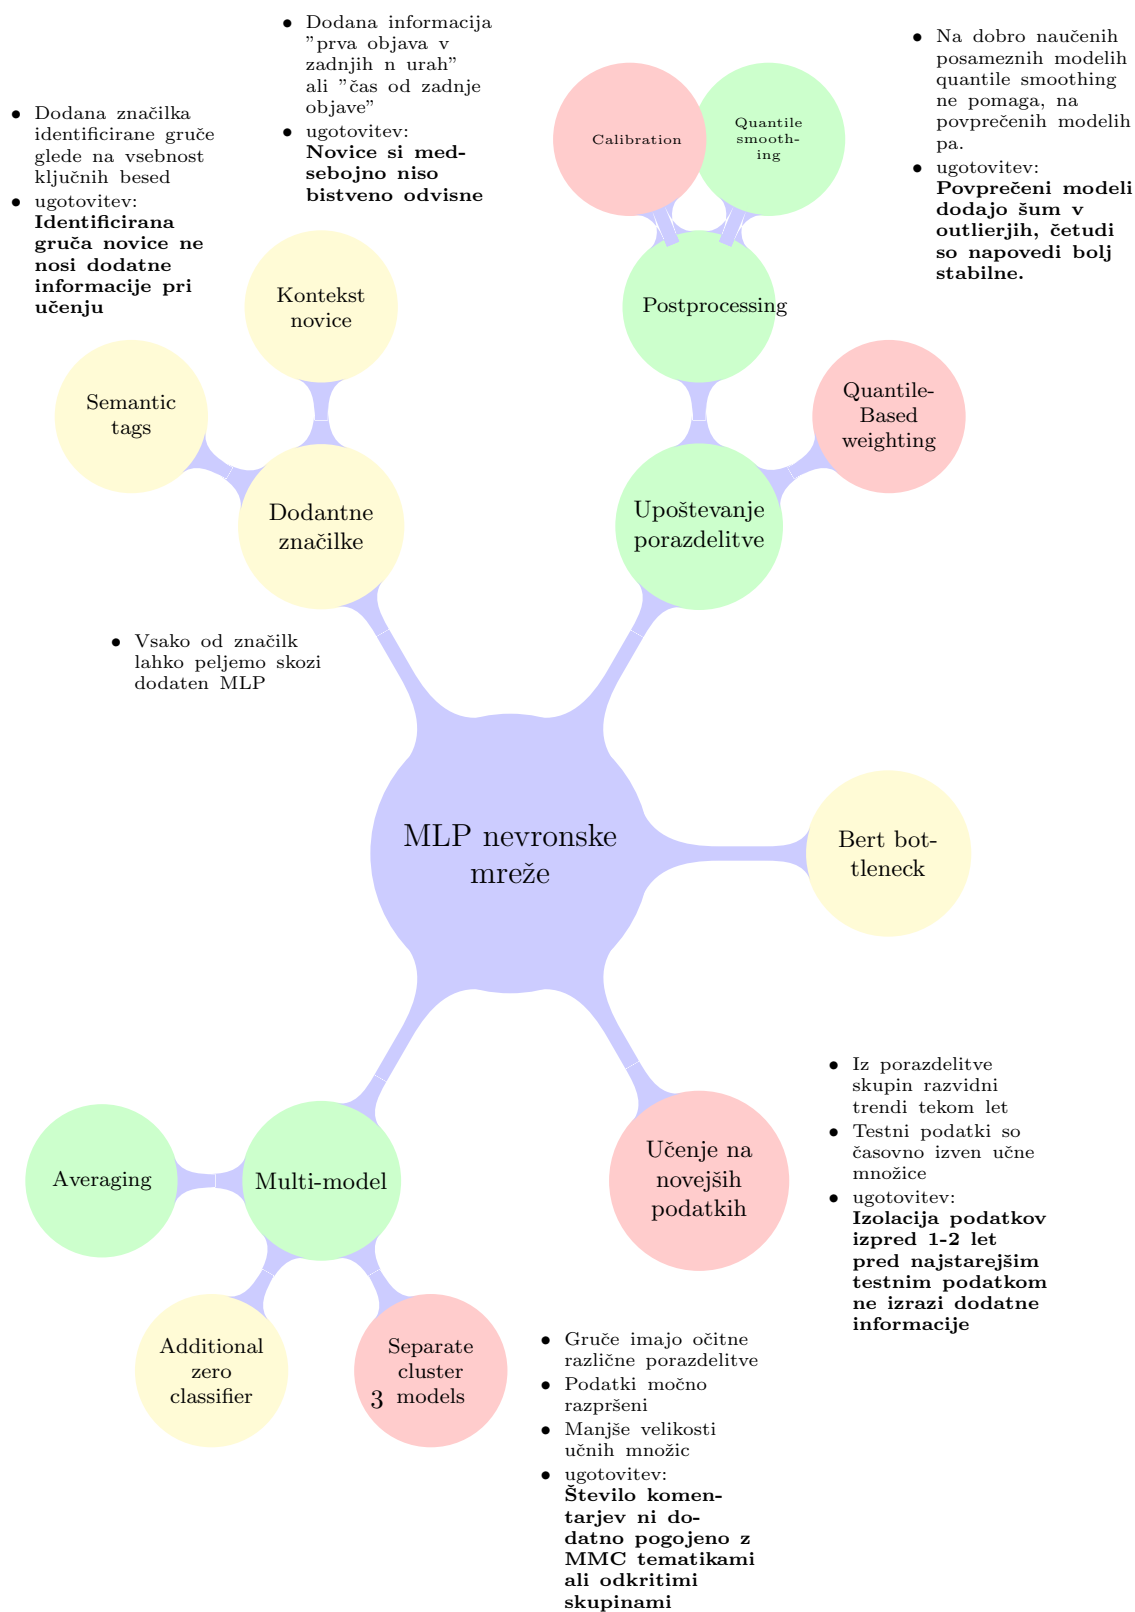 • Dodana informacija
"prva objava v
zadnjih n urah"
ali "čas od zadnje
objave"
• ugotovitev:
Novice si med-
sebojno niso
bistveno odvisne
• Na dobro naučenih
posameznih modelih
quantile smoothing
ne pomaga, na
povprečenih modelih
pa.
• ugotovitev:
Povprečeni modeli
dodajo šum v
outlierjih, četudi
so napovedi bolj
stabilne.
• Dodana značilka
identificirane gruče
glede na vsebnost
ključnih besed
• ugotovitev:
Identificirana
gruča novice ne
nosi dodatne
informacije pri
učenju
Calibration
Quantile
smooth-
ing
Kontekst
novice
Postprocessing
Semantic
tags
Quantile-
Based
weighting
Dodantne
značilke
Upoštevanje
porazdelitve
• Vsako od značilk
lahko peljemo skozi
dodaten MLP
MLP nevronske
mreže
Bert bot-
tleneck
• Iz porazdelitve
skupin razvidni
trendi tekom let
• Testni podatki so
časovno izven učne
množice
• ugotovitev:
Izolacija podatkov
izpred 1-2 let
pred najstarejšim
testnim podatkom
ne izrazi dodatne
informacije
Averaging
Multi-model
Učenje na
novejših
podatkih
Additional
zero
classifier
Separate
cluster
models
3
• Gruče imajo očitne
različne porazdelitve
• Podatki močno
razpršeni
• Manjše velikosti
učnih množic
• ugotovitev:
Število komen-
tarjev ni do-
datno pogojeno z
MMC tematikami
ali odkritimi
skupinami